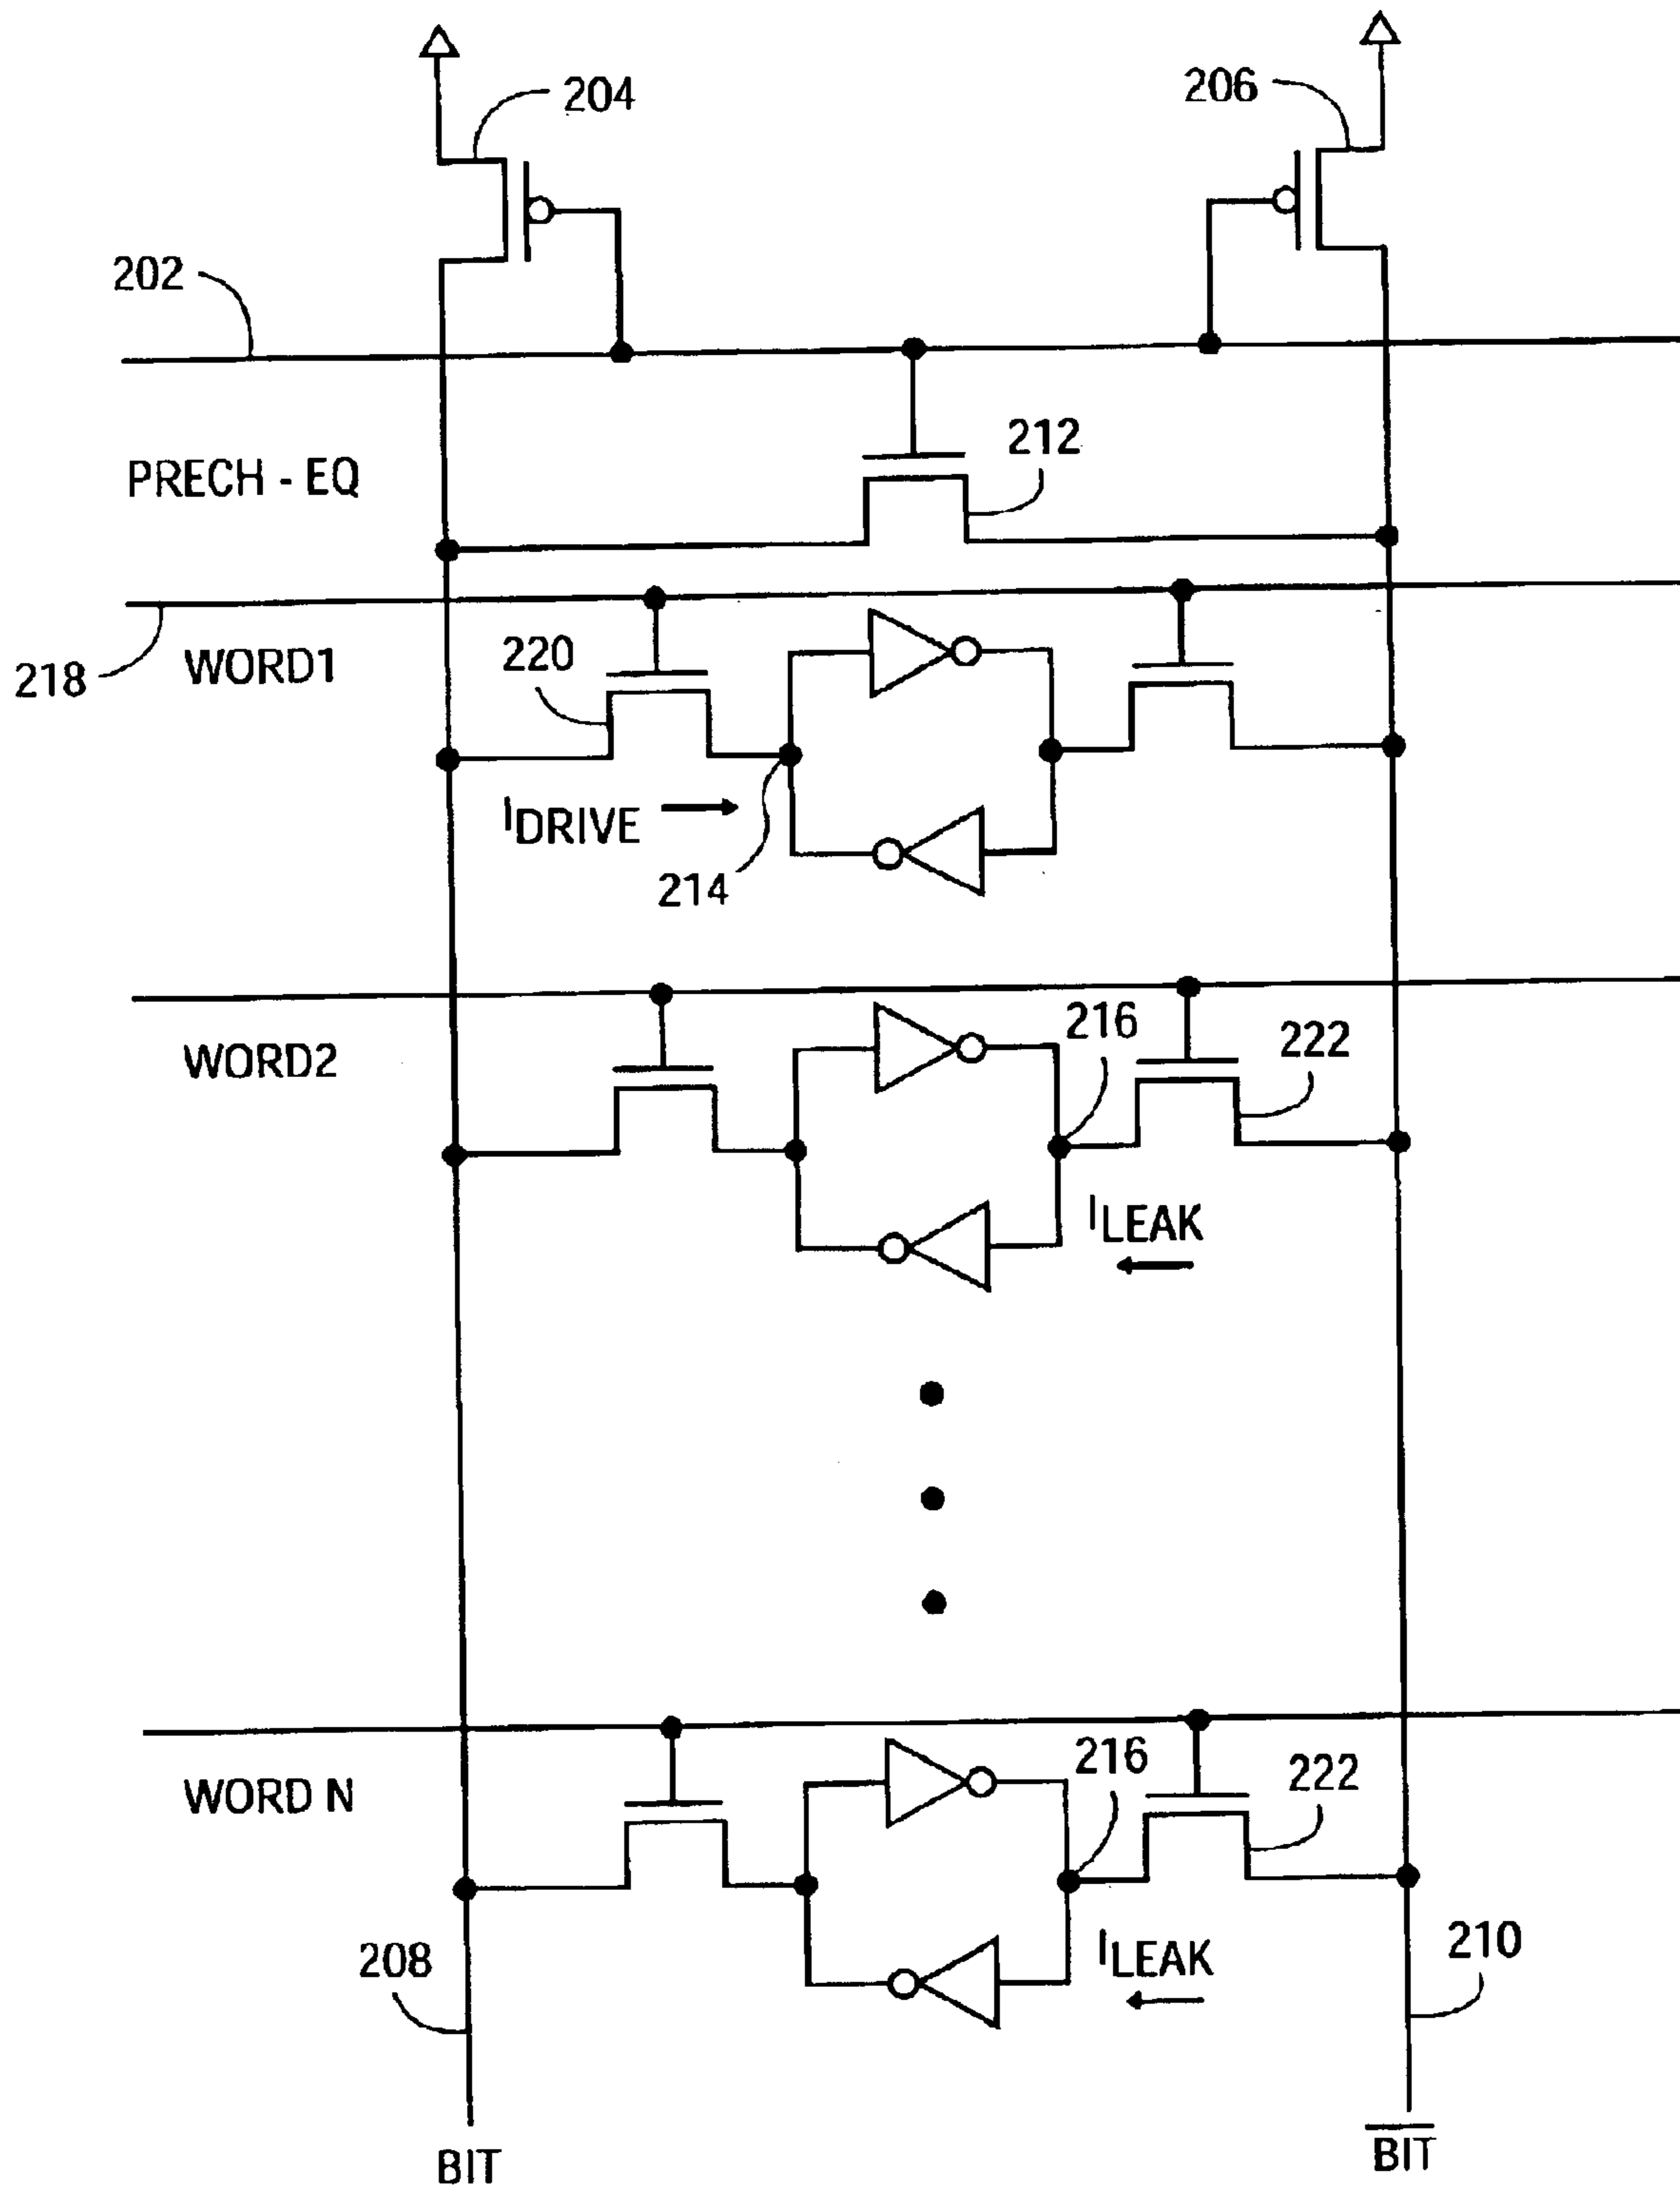 204
206
202
212
PRECH - EQ
220
218
WORD1
IDRIVE
214
216
222
WORD2
ILEAK
216
222
WORD N
208
ILEAK
210
BIT
BIT